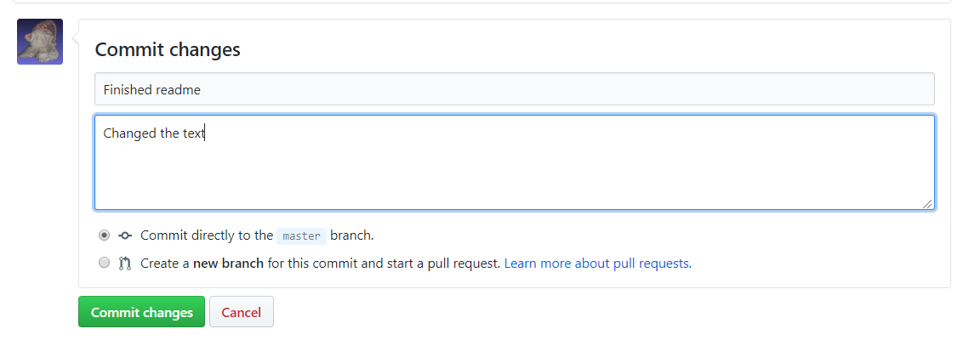 Commit changes
Finished readme
Changed the text
Commit directly to the master branch.
Create a new branch for this commit and start a pull request. Learn more about pull requests.
Commit changes Cancel